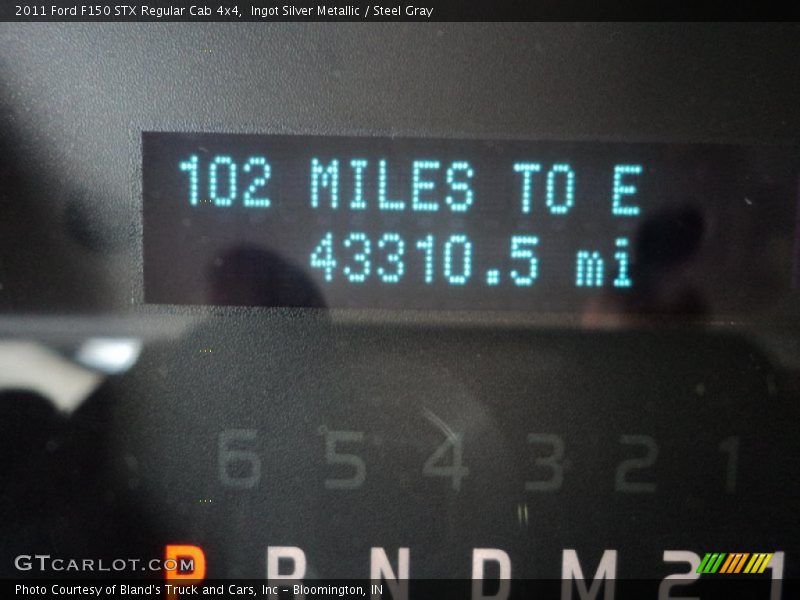 2011 Ford F150 STX Regular Cab 4x4, Ingot Silver Metallic / Steel Gray
102 MILES TO E
43310.5 mi
6 5 4 3 2 1
P R N D M 2 1
GTCARLOT.COM
Photo Courtesy of Bland's Truck and Cars, Inc - Bloomington, IN